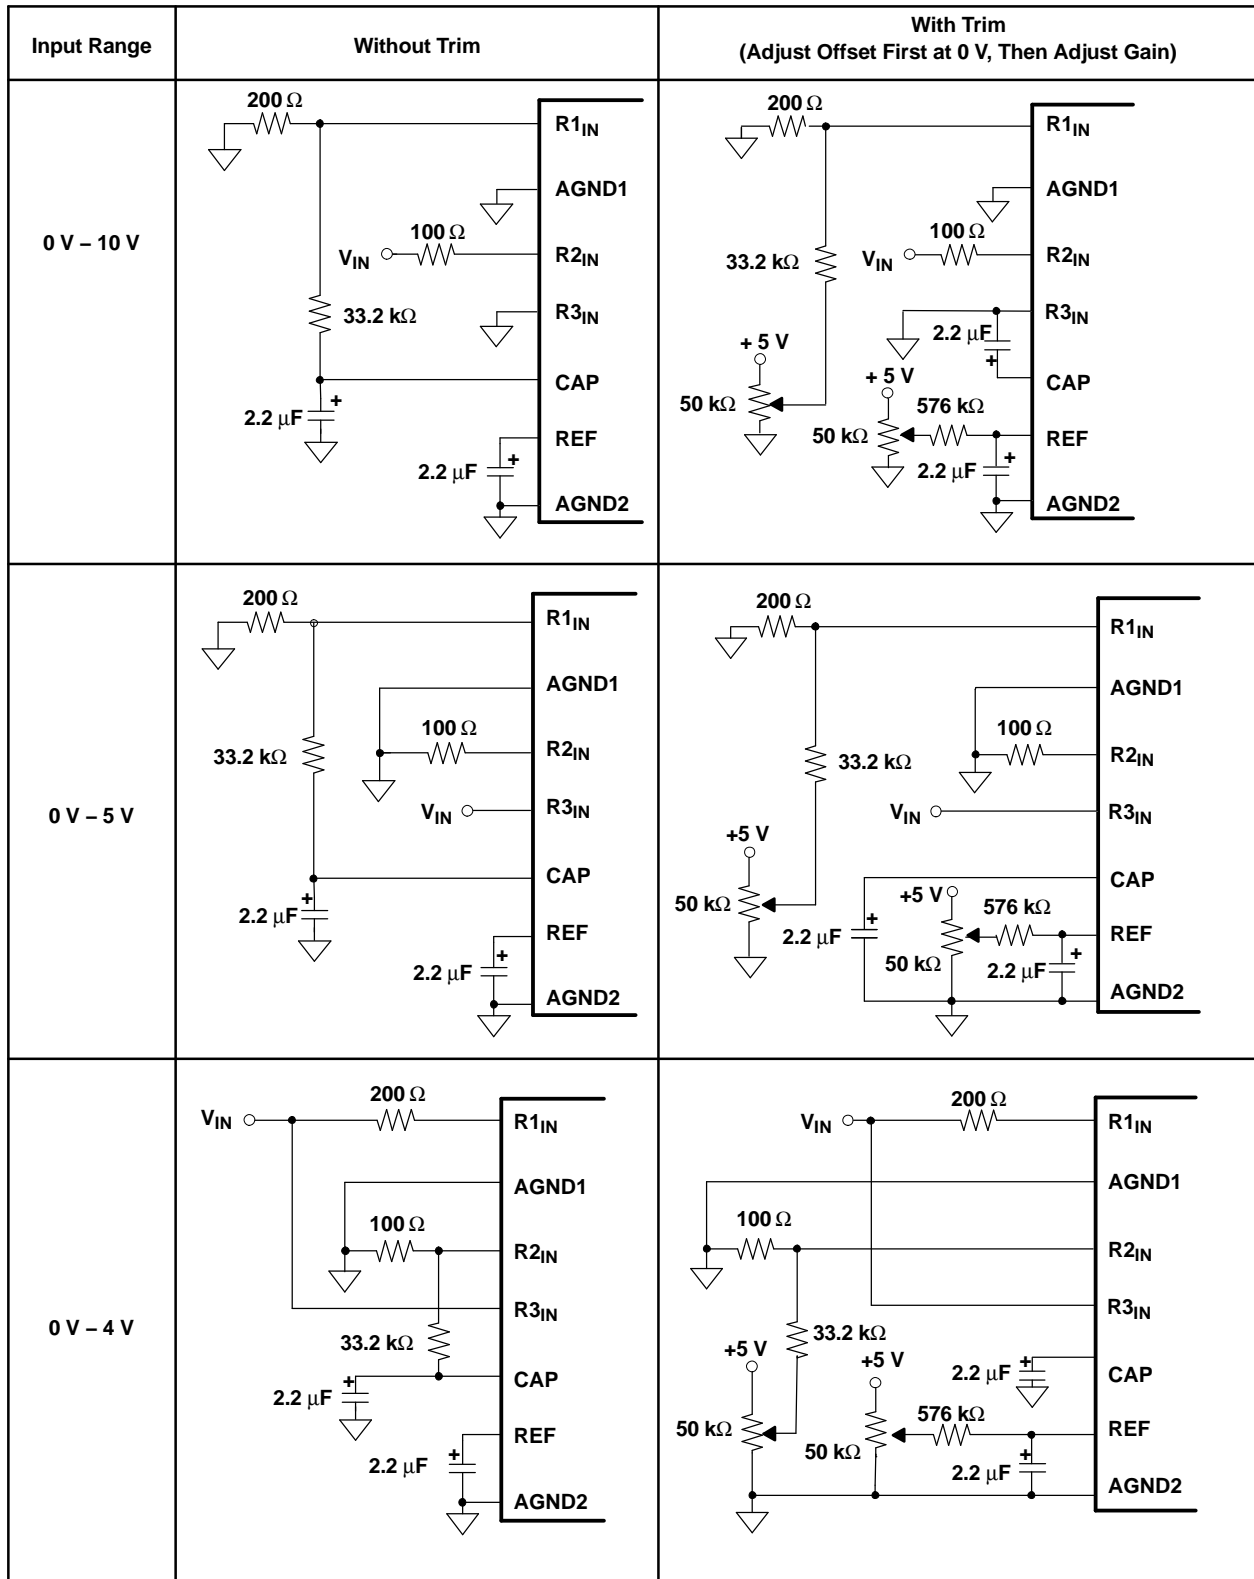 Input Range
Without Trim
With Trim
(Adjust Offset First at 0 V, Then Adjust Gain)
0 V – 10 V
200 Ω
R1IN
AGND1
100 Ω
VIN
R2IN
33.2 kΩ
R3IN
CAP
2.2 μF
+
REF
2.2 μF
+
AGND2
200 Ω
R1IN
AGND1
100 Ω
33.2 kΩ
VIN
R2IN
R3IN
2.2 μF
+
+ 5 V
CAP
+ 5 V
50 kΩ
576 kΩ
50 kΩ
REF
2.2 μF
+
AGND2
0 V – 5 V
200 Ω
R1IN
AGND1
100 Ω
33.2 kΩ
R2IN
VIN
R3IN
CAP
+
2.2 μF
REF
+
2.2 μF
AGND2
200 Ω
R1IN
AGND1
100 Ω
33.2 kΩ
R2IN
VIN
R3IN
+5 V
CAP
+5 V
50 kΩ
576 kΩ
+
2.2 μF
REF
50 kΩ
2.2 μF
+
AGND2
0 V – 4 V
200 Ω
VIN
R1IN
AGND1
100 Ω
R2IN
R3IN
33.2 kΩ
CAP
+
2.2 μF
REF
+
2.2 μF
AGND2
200 Ω
VIN
R1IN
AGND1
100 Ω
R2IN
R3IN
33.2 kΩ
+5 V
+5 V
2.2 μF
+
CAP
576 kΩ
50 kΩ
REF
50 kΩ
+
2.2 μF
AGND2